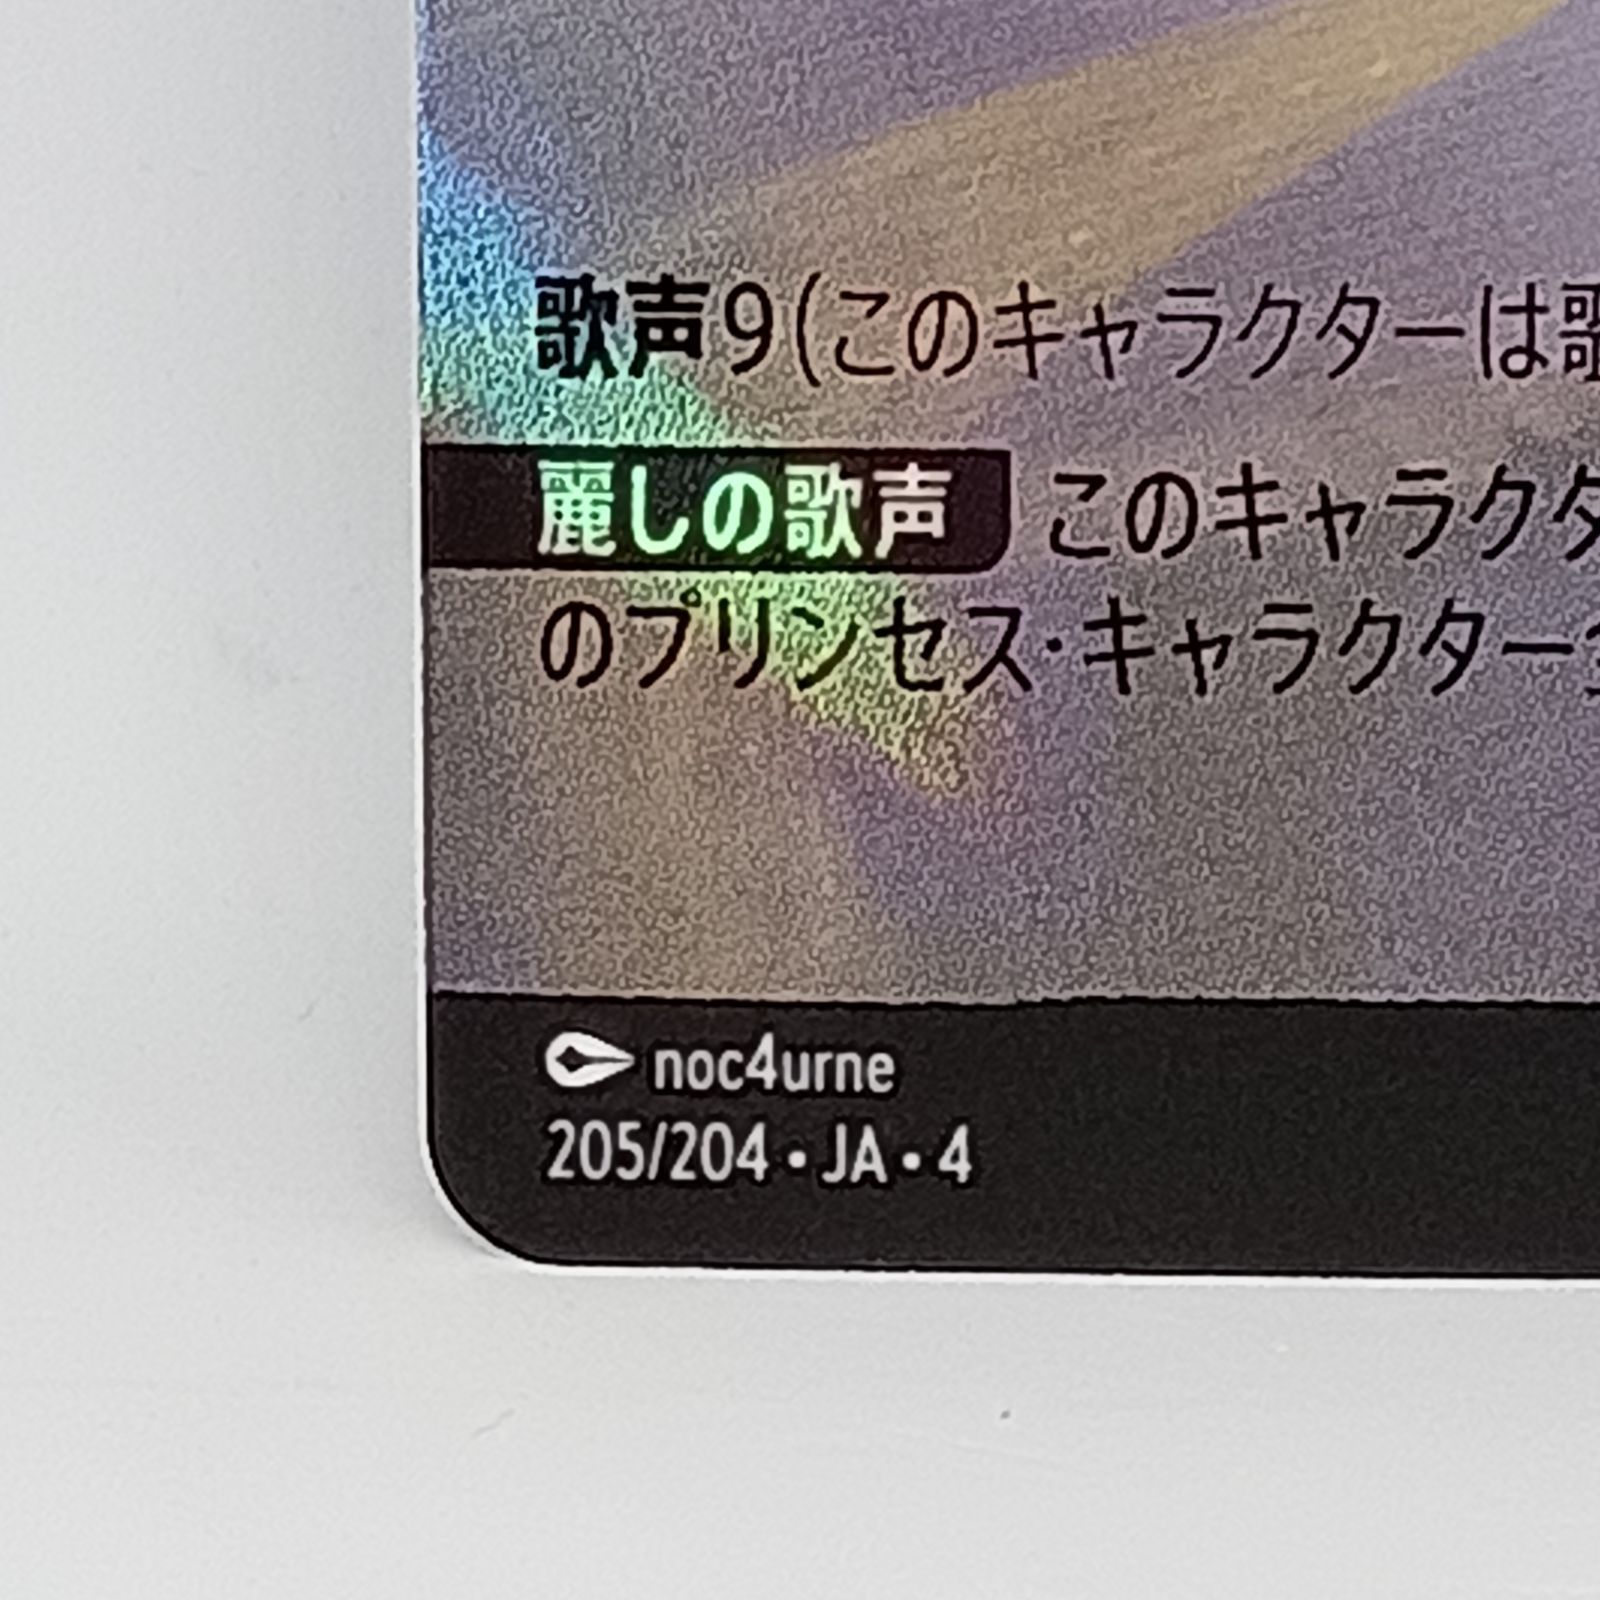 歌声9(このキャラクターは歌
麗しの歌声 このキャラクタ
のプリンセス・キャラクター
noc4urne
205/204・JA・4